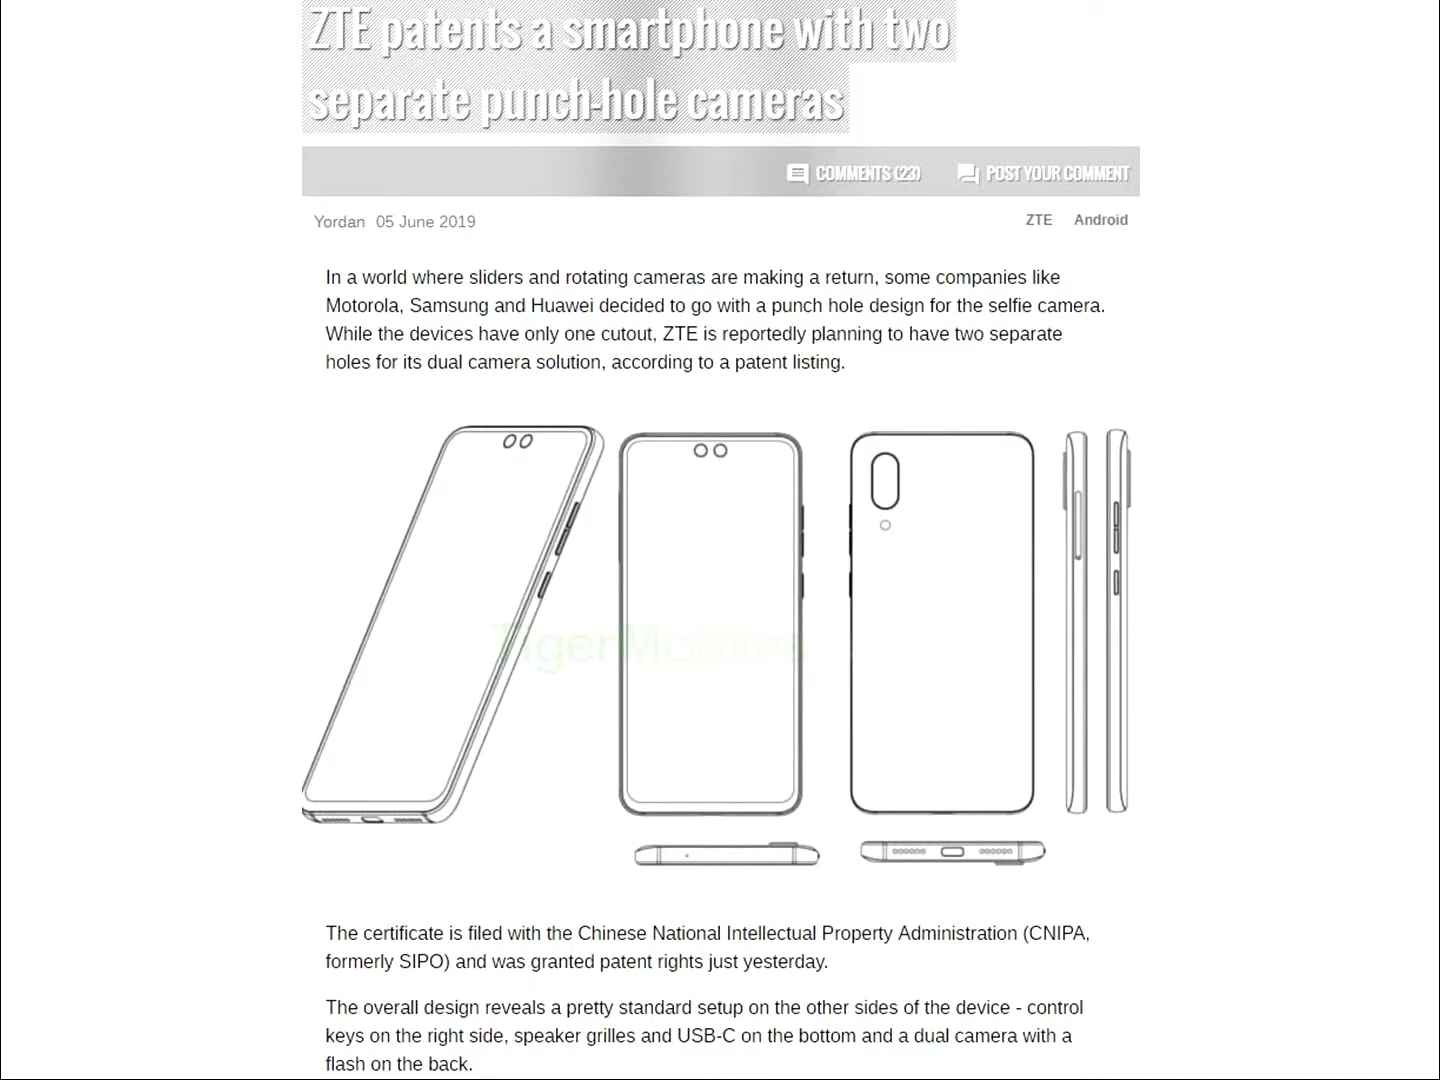 ZTE patents a smartphone with two
separate punch-hole cameras
COMMENTS (23) POST YOUR COMMENT
Yordan 05 June 2019 ZTE Android
In a world where sliders and rotating cameras are making a return, some companies like
Motorola, Samsung and Huawei decided to go with a punch hole design for the selfie camera.
While the devices have only one cutout, ZTE is reportedly planning to have two separate
holes for its dual camera solution, according to a patent listing.
TigerMobiles
The certificate is filed with the Chinese National Intellectual Property Administration (CNIPA,
formerly SIPO) and was granted patent rights just yesterday.
The overall design reveals a pretty standard setup on the other sides of the device - control
keys on the right side, speaker grilles and USB-C on the bottom and a dual camera with a
flash on the back.